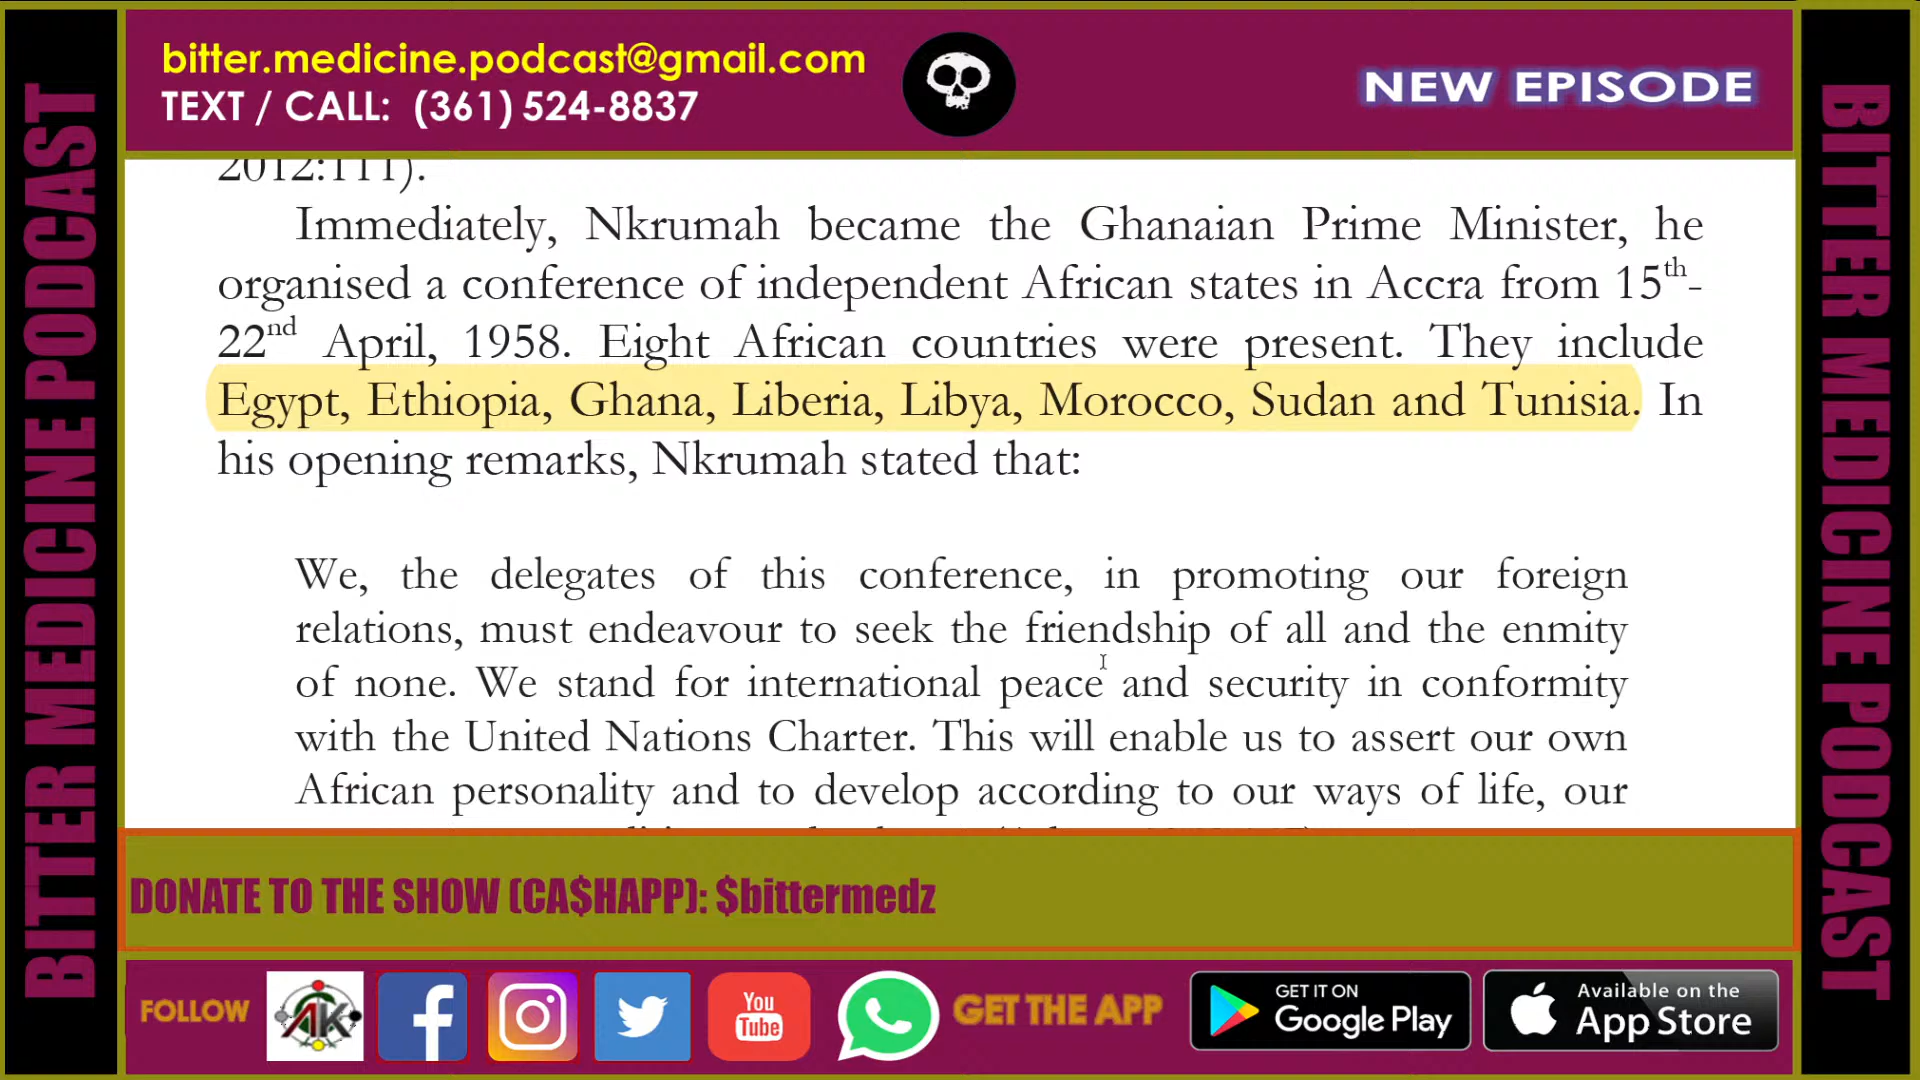 bitter.medicine.podcast@gmail.com
TEXT / CALL: (361) 524-8837
NEW EPISODE
BITTER MEDICINE PODCAST
2012:111).
Immediately, Nkrumah became the Ghanaian Prime Minister, he
organised a conference of independent African states in Accra from 15th-
22nd April, 1958. Eight African countries were present. They include
Egypt, Ethiopia, Ghana, Liberia, Libya, Morocco, Sudan and Tunisia. In
his opening remarks, Nkrumah stated that:
We, the delegates of this conference, in promoting our foreign
relations, must endeavour to seek the friendship of all and the enmity
of none. We stand for international peace and security in conformity
with the United Nations Charter. This will enable us to assert our own
African personality and to develop according to our ways of life, our
BITTER MEDICINE PODCAST
DONATE TO THE SHOW (CA$HAPP): $bittermedz
FOLLOW
AK
You
Tube
GET THE APP
GET IT ON
Google Play
Available on the
App Store